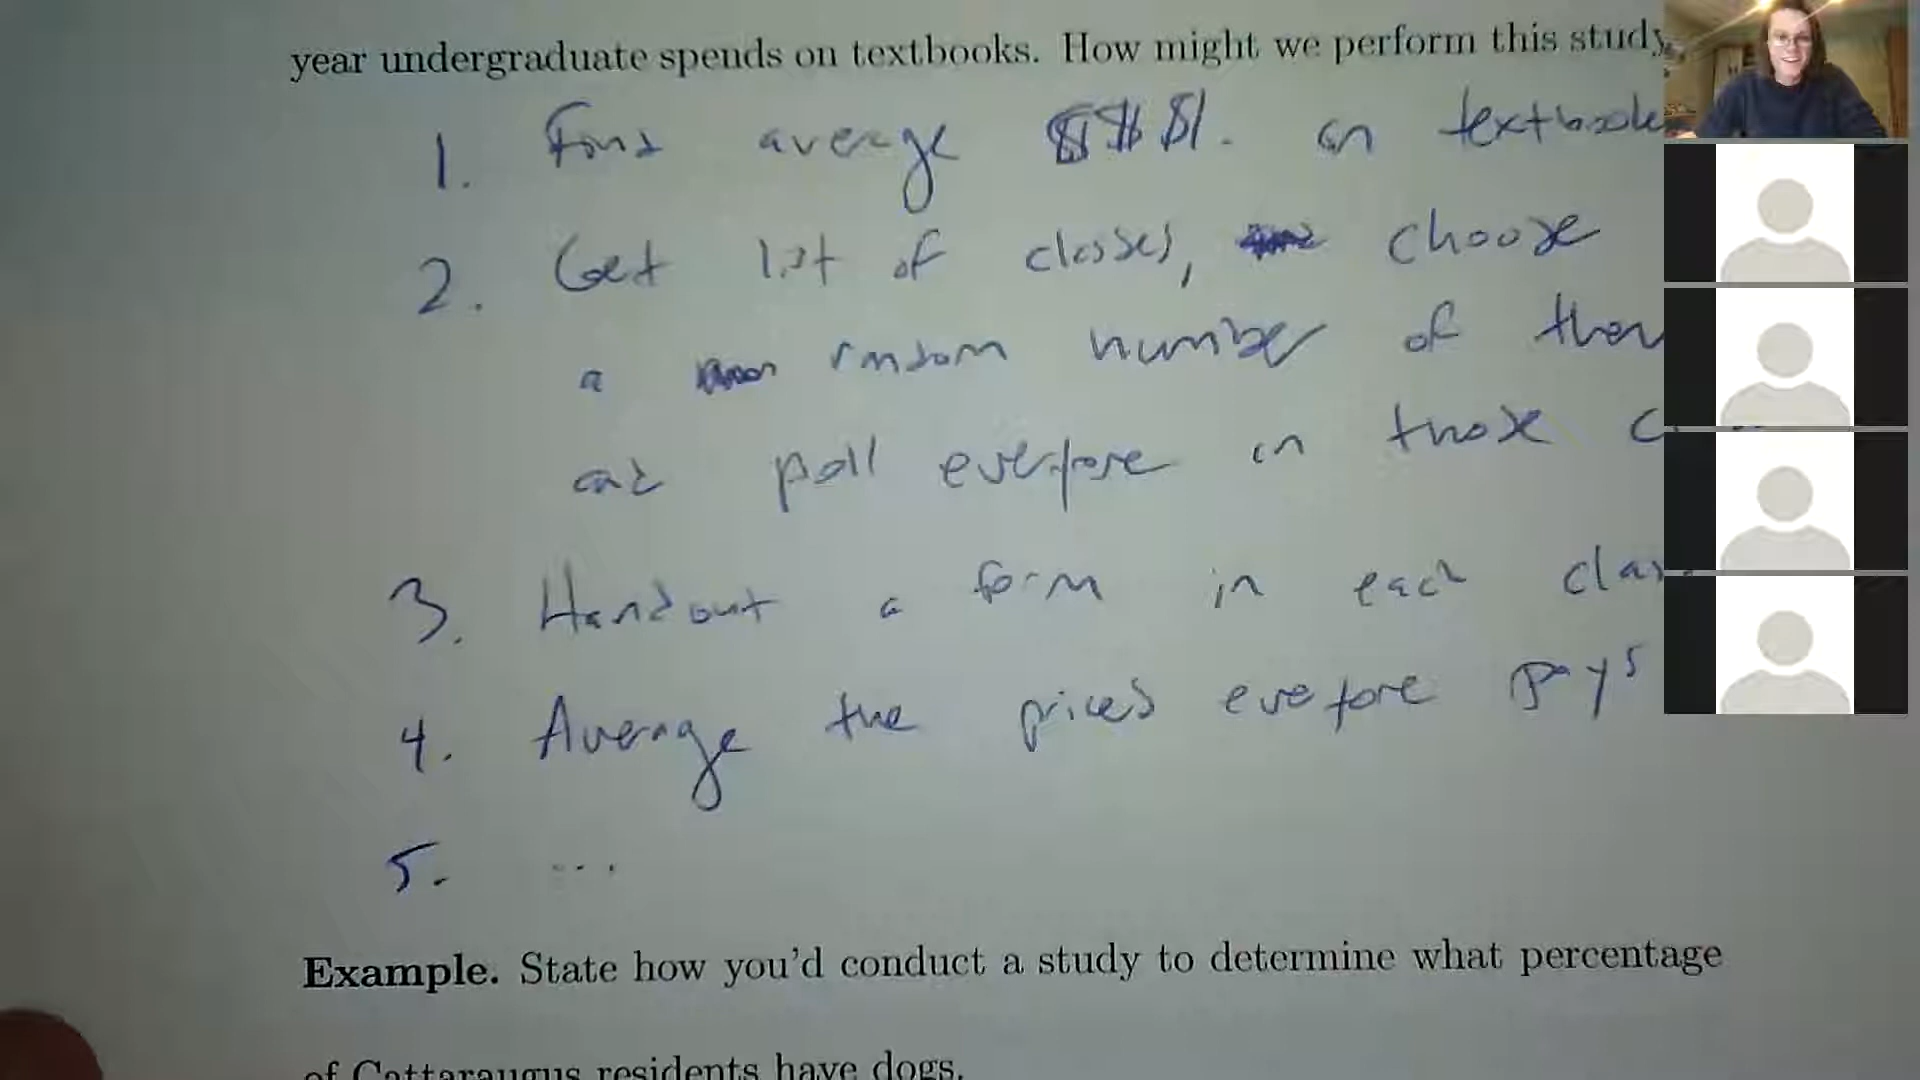 year undergraduate spends on textbooks. How might we perform this study
1. Find average $$$. on textbook
2. Get list of classes, choose
a random number of them
and poll everyone in those c
3. Handout a form in each clas
4. Average the prices everyone pays
5. ...
Example. State how you'd conduct a study to determine what percentage
of Cattaraugus residents have dogs.